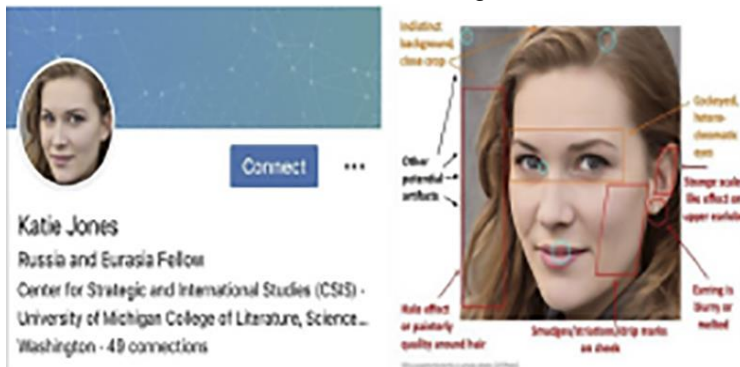 Connect
Katie Jones
Russia and Eurasia Fellow
Center for Strategic and International Studies (CSIS) -
University of Michigan College of Literature, Science...
Washington - 49 connections
Indistinct
background,
close crop
Other
potential
artifacts
Halo effect
or painterly
quality around hair
Smudges/striations/drip marks
on cheek
Cockeyed,
hetero-
chromatic
eyes
Strange scale
like effect on
upper earlobe
Earring is
blurry or
melted